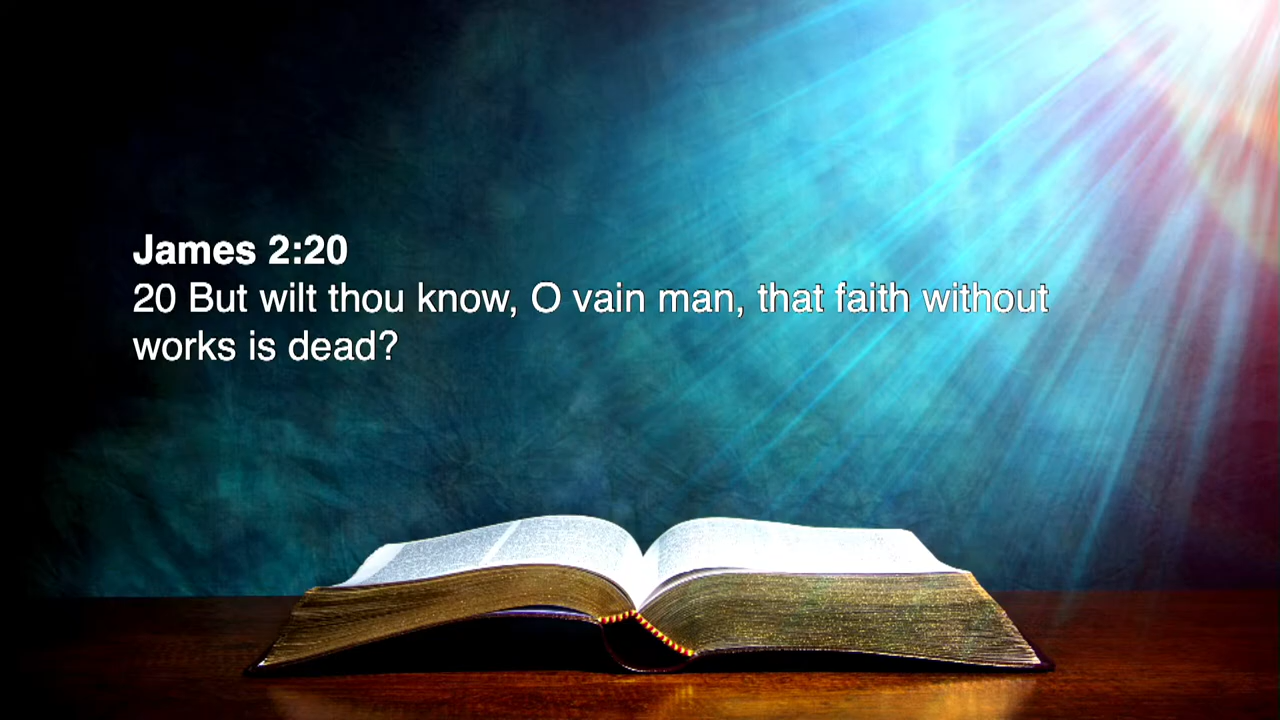 James 2:20
20 But wilt thou know, O vain man, that faith without
works is dead?